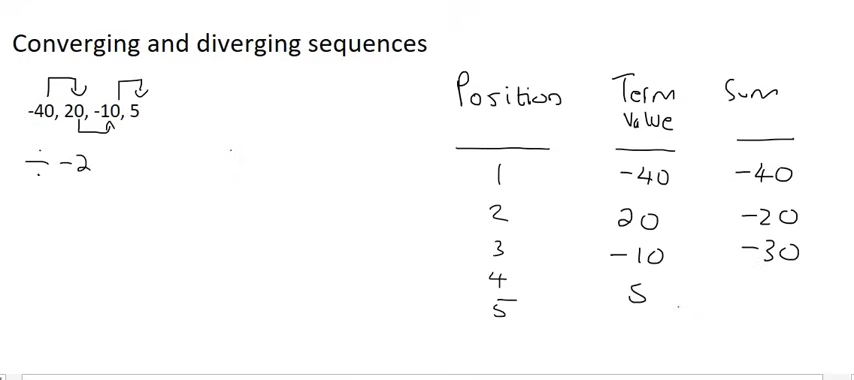 Converging and diverging sequences
-40, 20, -10, 5
÷ -2
Position Term Value Sum
1 -40 -40
2 20 -20
3 -10 -30
4 5
5